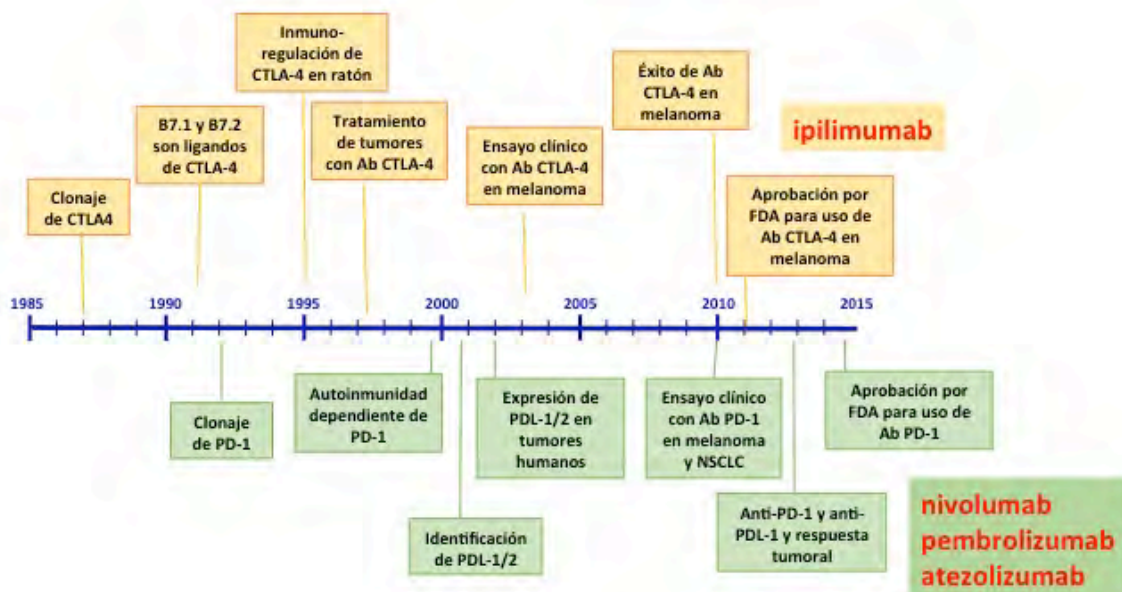 Inmuno-
regulación de
CTLA-4 en ratón
Éxito de Ab
CTLA-4 en
melanoma
ipilimumab
B7.1 y B7.2
son ligandos
de CTLA-4
Tratamiento
de tumores
con Ab CTLA-4
Ensayo clínico
con Ab CTLA-4
en melanoma
Clonaje
de CTLA4
Aprobación por
FDA para uso de
Ab CTLA-4 en
melanoma
1985 1990 1995 2000 2005 2010 2015
Clonaje
de PD-1
Autoinmunidad
dependiente de
PD-1
Expresión de
PDL-1/2 en
tumores
humanos
Ensayo clínico
con Ab PD-1
en melanoma
y NSCLC
Aprobación por
FDA para uso de
Ab PD-1
Identificación
de PDL-1/2
Anti-PD-1 y anti-
PDL-1 y respuesta
tumoral
nivolumab
pembrolizumab
atezolizumab